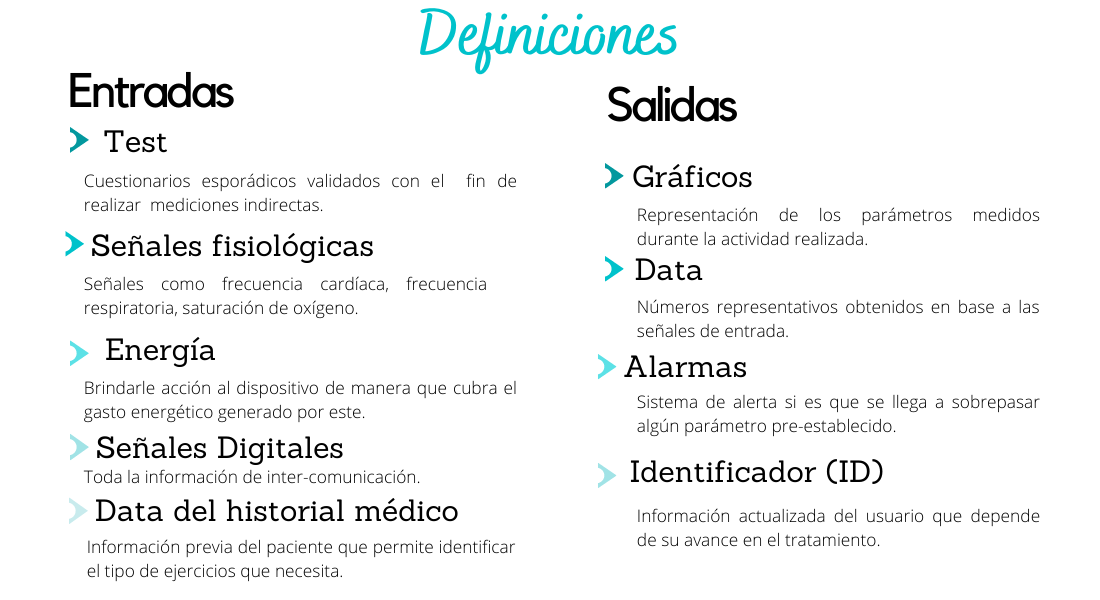 Definiciones
Entradas
Test
Cuestionarios esporádicos validados con el fin de
realizar mediciones indirectas.
Señales fisiológicas
Señales como frecuencia cardíaca, frecuencia
respiratoria, saturación de oxígeno.
Energía
Brindarle acción al dispositivo de manera que cubra el
gasto energético generado por este.
Señales Digitales
Toda la información de inter-comunicación.
Data del historial médico
Información previa del paciente que permite identificar
el tipo de ejercicios que necesita.
Salidas
Gráficos
Representación de los parámetros medidos
durante la actividad realizada.
Data
Números representativos obtenidos en base a las
señales de entrada.
Alarmas
Sistema de alerta si es que se llega a sobrepasar
algún parámetro pre-establecido.
Identificador (ID)
Información actualizada del usuario que depende
de su avance en el tratamiento.